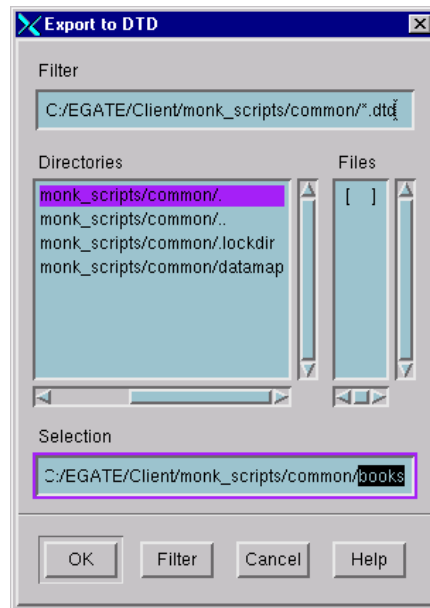 Export to DTD
Filter
C:/EGATE/Client/monk_scripts/common/*.dtd
Directories
Files
monk_scripts/common/.
monk_scripts/common/..
monk_scripts/common/.lockdir
monk_scripts/common/datamap
[ ]
Selection
C:/EGATE/Client/monk_scripts/common/books
OK
Filter
Cancel
Help